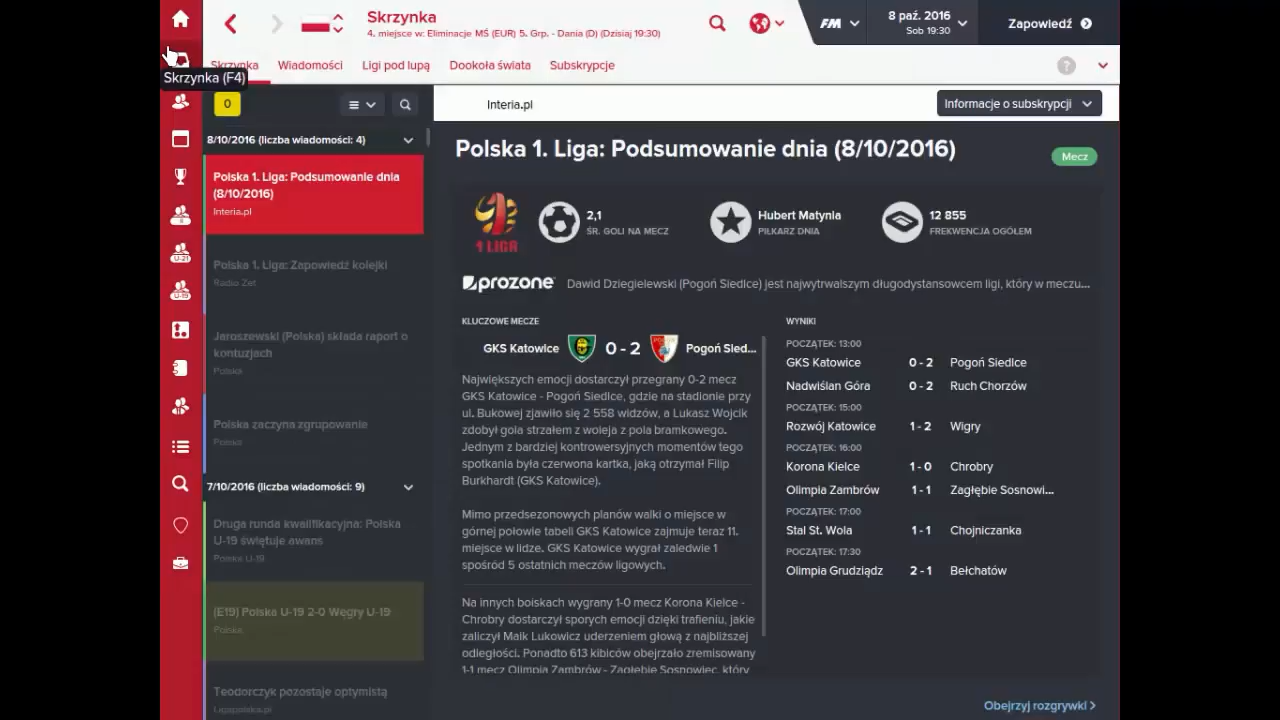 Skrzynka
4. miejsce w: Eliminacje MŚ (EUR) 5. Grp. - Dania (D) (Dzisiaj 19:30)
FM
8 paź. 2016
Sob 19:30
Zapowiedź
Skrzynka
Wiadomości
Ligi pod lupą
Dookoła świata
Subskrypcje
?
Skrzynka (F4)
0
Interia.pl
Informacje o subskrypcji
8/10/2016 (liczba wiadomości: 4)
Polska 1. Liga: Podsumowanie dnia
(8/10/2016)
Interia.pl
Polska 1. Liga: Zapowiedź kolejki
Radio Zet
Jaroszewski (Polska) składa raport o
kontuzjach
Polska
Polska zaczyna zgrupowanie
Polska
7/10/2016 (liczba wiadomości: 9)
Druga runda kwalifikacyjna: Polska
U-19 świętuje awans
Polska U-19
(E19) Polska U-19 2-0 Węgry U-19
Polska
Teodorczyk pozostaje optymistą
Ligapolska.pl
U-21
U-19
Polska 1. Liga: Podsumowanie dnia (8/10/2016)
Mecz
1 LIGA
2,1
ŚR. GOLI NA MECZ
Hubert Matynia
PIŁKARZ DNIA
12 855
FREKWENCJA OGÓŁEM
prozone
Dawid Dziegielewski (Pogoń Siedlce) jest najwytrwalszym długodystansowcem ligi, który w meczu...
KLUCZOWE MECZE
GKS Katowice 0 - 2 Pogoń Sied...
Największych emocji dostarczył przegrany 0-2 mecz
GKS Katowice - Pogoń Siedlce, gdzie na stadionie przy
ul. Bukowej zjawiło się 2 558 widzów, a Lukasz Wojcik
zdobył gola strzałem z woleja z pola bramkowego.
Jednym z bardziej kontrowersyjnych momentów tego
spotkania była czerwona kartka, jaką otrzymał Filip
Burkhardt (GKS Katowice).
Mimo przedsezonowych planów walki o miejsce w
górnej połowie tabeli GKS Katowice zajmuje teraz 11.
miejsce w lidze. GKS Katowice wygrał zaledwie 1
spośród 5 ostatnich meczów ligowych.
Na innych boiskach wygrany 1-0 mecz Korona Kielce -
Chrobry dostarczył sporych emocji dzięki trafieniu, jakie
zaliczył Maik Lukowicz uderzeniem głową z najbliższej
odległości. Ponadto 613 kibiców obejrzało zremisowany
1-1 mecz Olimpia Zambrów - Zagłębie Sosnowiec, który
WYNIKI
POCZĄTEK: 13:00
GKS Katowice 0 - 2 Pogoń Siedlce
Nadwiślan Góra 0 - 2 Ruch Chorzów
POCZĄTEK: 15:00
Rozwój Katowice 1 - 2 Wigry
POCZĄTEK: 16:00
Korona Kielce 1 - 0 Chrobry
Olimpia Zambrów 1 - 1 Zagłębie Sosnowi...
POCZĄTEK: 17:00
Stal St. Wola 1 - 1 Chojniczanka
POCZĄTEK: 17:30
Olimpia Grudziądz 2 - 1 Bełchatów
Obejrzyj rozgrywki